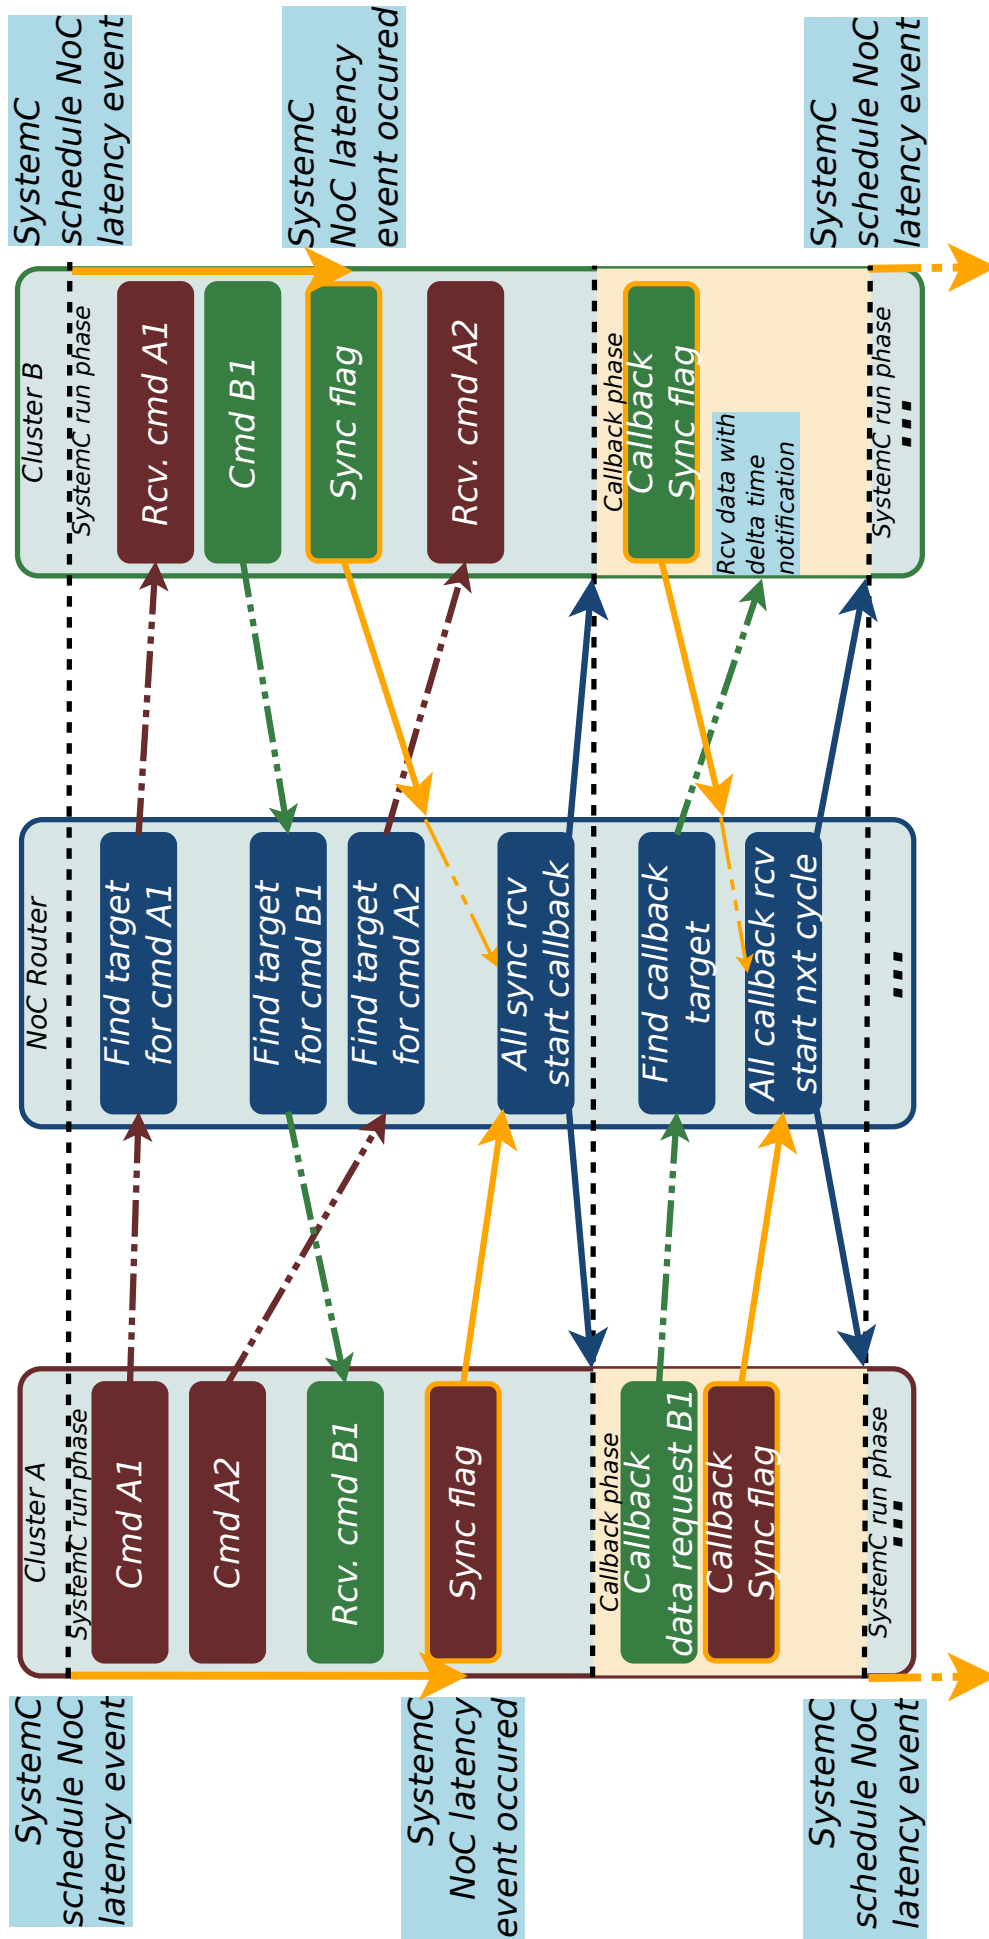 SystemC
schedule NoC
latency event
SystemC
NoC latency
event occured
SystemC
schedule NoC
latency event
Cluster A
SystemC run phase
Cmd A1
Cmd A2
Rcv. cmd B1
Sync flag
Callback phase
Callback
data request B1
Callback
Sync flag
SystemC run phase
...
NoC Router
Find target
for cmd A1
Find target
for cmd B1
Find target
for cmd A2
All sync rcv
start callback
Find callback
target
All callback rcv
start nxt cycle
...
Cluster B
SystemC run phase
Rcv. cmd A1
Cmd B1
Sync flag
Rcv. cmd A2
Callback phase
Callback
Sync flag
Rcv data with
delta time
notification
SystemC run phase
...
SystemC
schedule NoC
latency event
SystemC
NoC latency
event occured
SystemC
schedule NoC
latency event